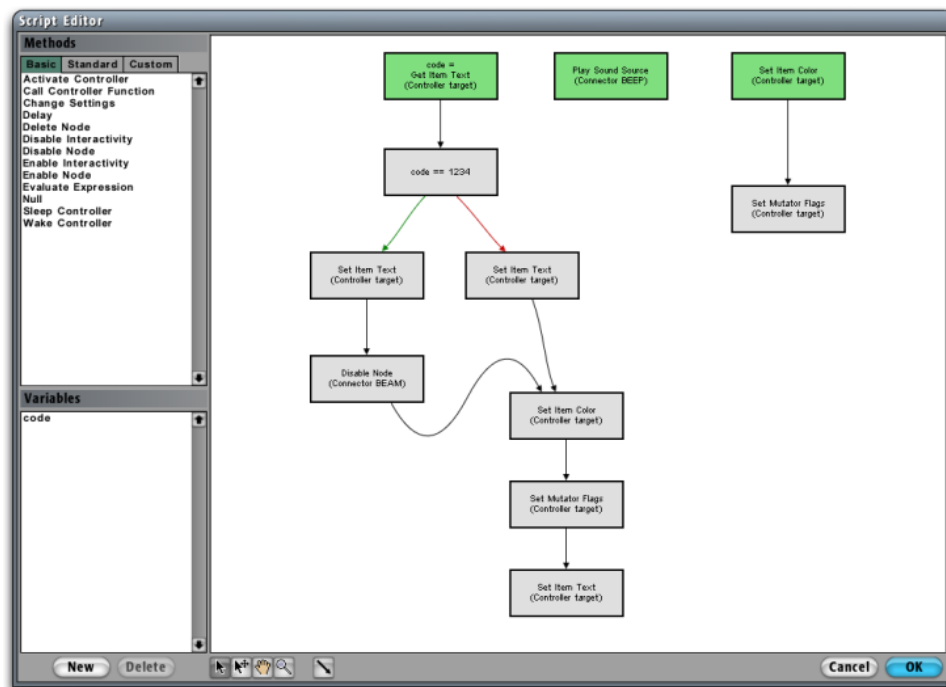 Script Editor
Methods
Basic Standard Custom
Activate Controller
Call Controller Function
Change Settings
Delay
Delete Node
Disable Interactivity
Disable Node
Enable Interactivity
Enable Node
Evaluate Expression
Null
Sleep Controller
Wake Controller
Variables
code
New Delete
code =
Get Item Text
(Controller target)
Play Sound Source
(Connector BEEP)
Set Item Color
(Controller target)
code == 1234
Set Mutator Flags
(Controller target)
Set Item Text
(Controller target)
Set Item Text
(Controller target)
Disable Node
(Connector BEAM)
Set Item Color
(Controller target)
Set Mutator Flags
(Controller target)
Set Item Text
(Controller target)
Cancel OK